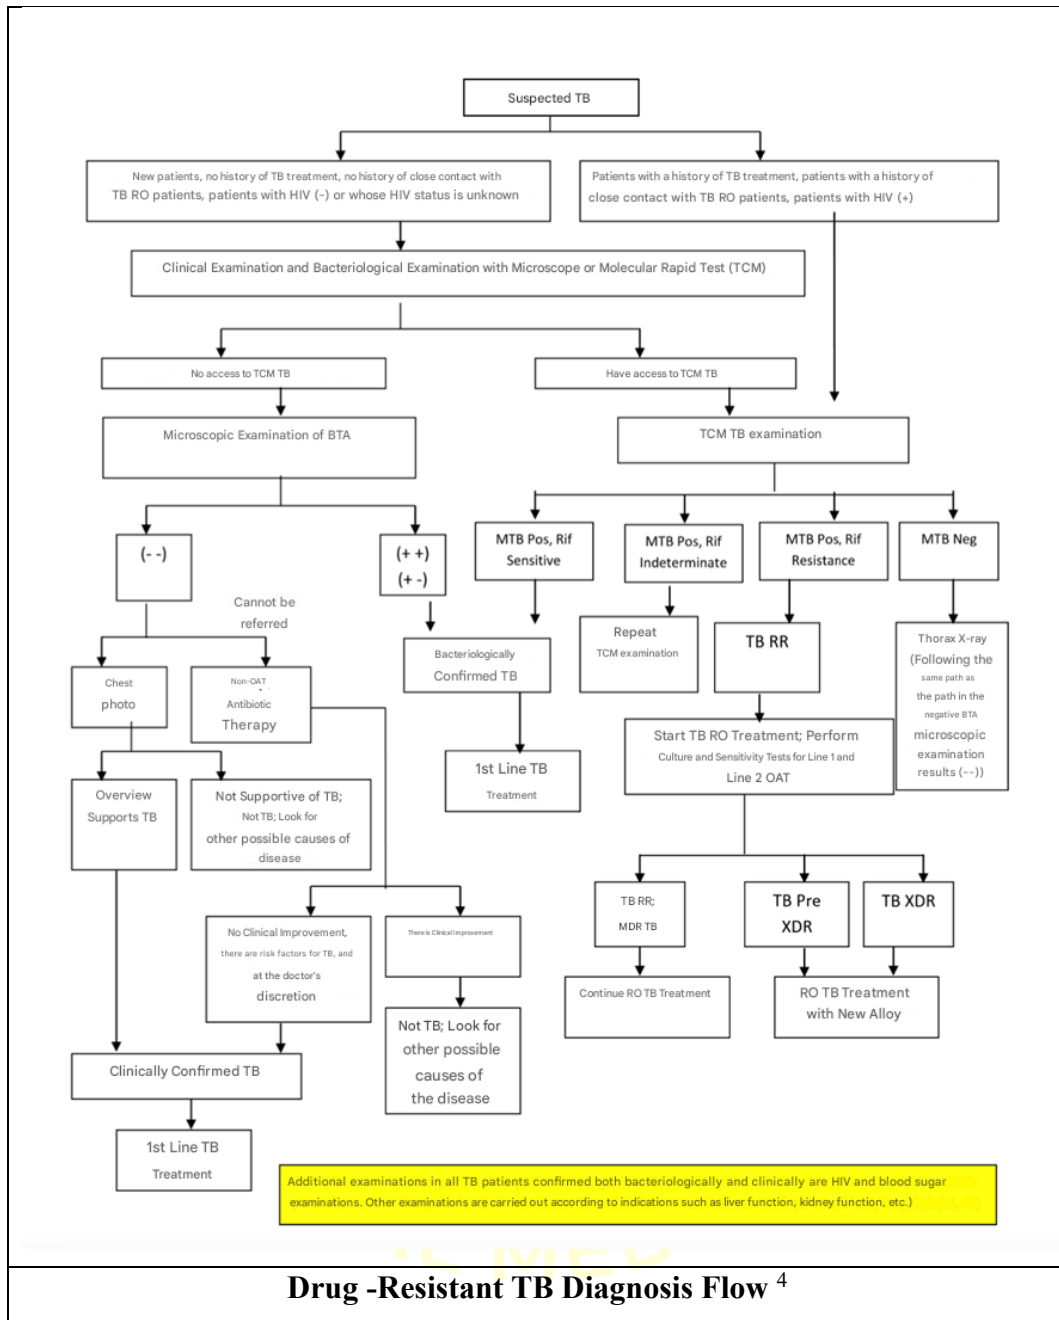 Suspected TB
New patients, no history of TB treatment, no history of close contact with
TB RO patients, patients with HIV (-) or whose HIV status is unknown
Patients with a history of TB treatment, patients with a history of
close contact with TB RO patients, patients with HIV (+)
Clinical Examination and Bacteriological Examination with Microscope or Molecular Rapid Test (TCM)
No access to TCM TB
Have access to TCM TB
Microscopic Examination of BTA
TCM TB examination
(- -)
(+ +)
(+ -)
MTB Pos, Rif
Sensitive
MTB Pos, Rif
Indeterminate
MTB Pos, Rif
Resistance
MTB Neg
Cannot be
referred
Chest
photo
Non-OAT
Antibiotic
Therapy
Bacteriologically
Confirmed TB
Repeat
TCM examination
TB RR
Thorax X-ray
(Following the
same path as
the path in the
negative BTA
microscopic
examination
results (--))
Start TB RO Treatment; Perform
Culture and Sensitivity Tests for Line 1 and
Line 2 OAT
1st Line TB
Treatment
Overview
Supports TB
Not Supportive of TB;
Not TB; Look for
other possible causes of
disease
No Clinical Improvement,
there are risk factors for TB, and
at the doctor's
discretion
There is Clinical Improvement
TB RR;
MDR TB
TB Pre
XDR
TB XDR
Continue RO TB Treatment
RO TB Treatment
with New Alloy
Not TB; Look for
other possible
causes of
the disease
Clinically Confirmed TB
1st Line TB
Treatment
Additional examinations in all TB patients confirmed both bacteriologically and clinically are HIV and blood sugar
examinations. Other examinations are carried out according to indications such as liver function, kidney function, etc.)
Drug -Resistant TB Diagnosis Flow 4